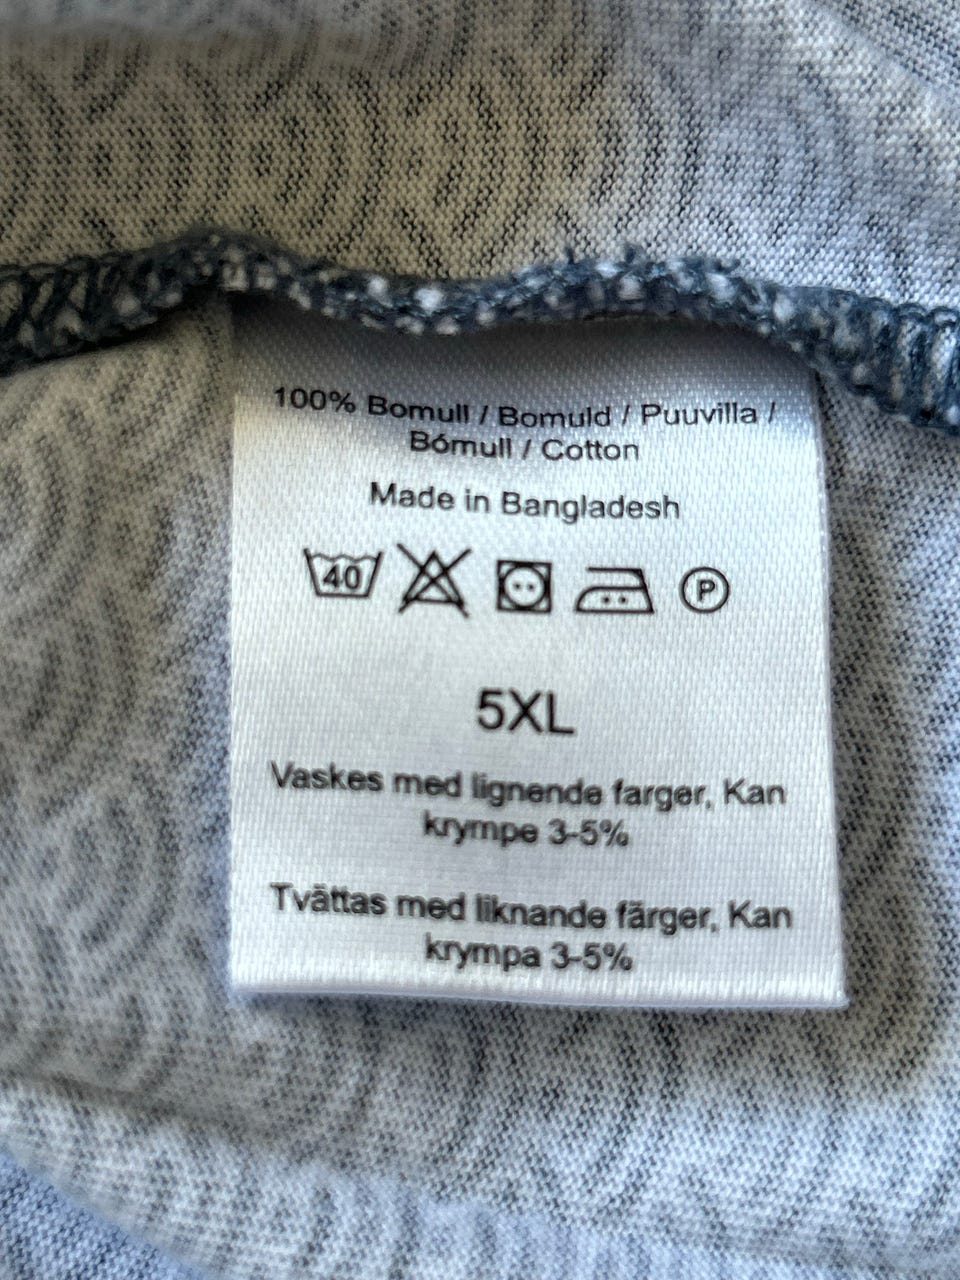 100% Bomull / Bomuld / Puuvilla /
Bómull / Cotton
Made in Bangladesh
40 P
5XL
Vaskes med lignende farger, Kan
krympe 3-5%
Tvättas med liknande färger, Kan
krympa 3-5%